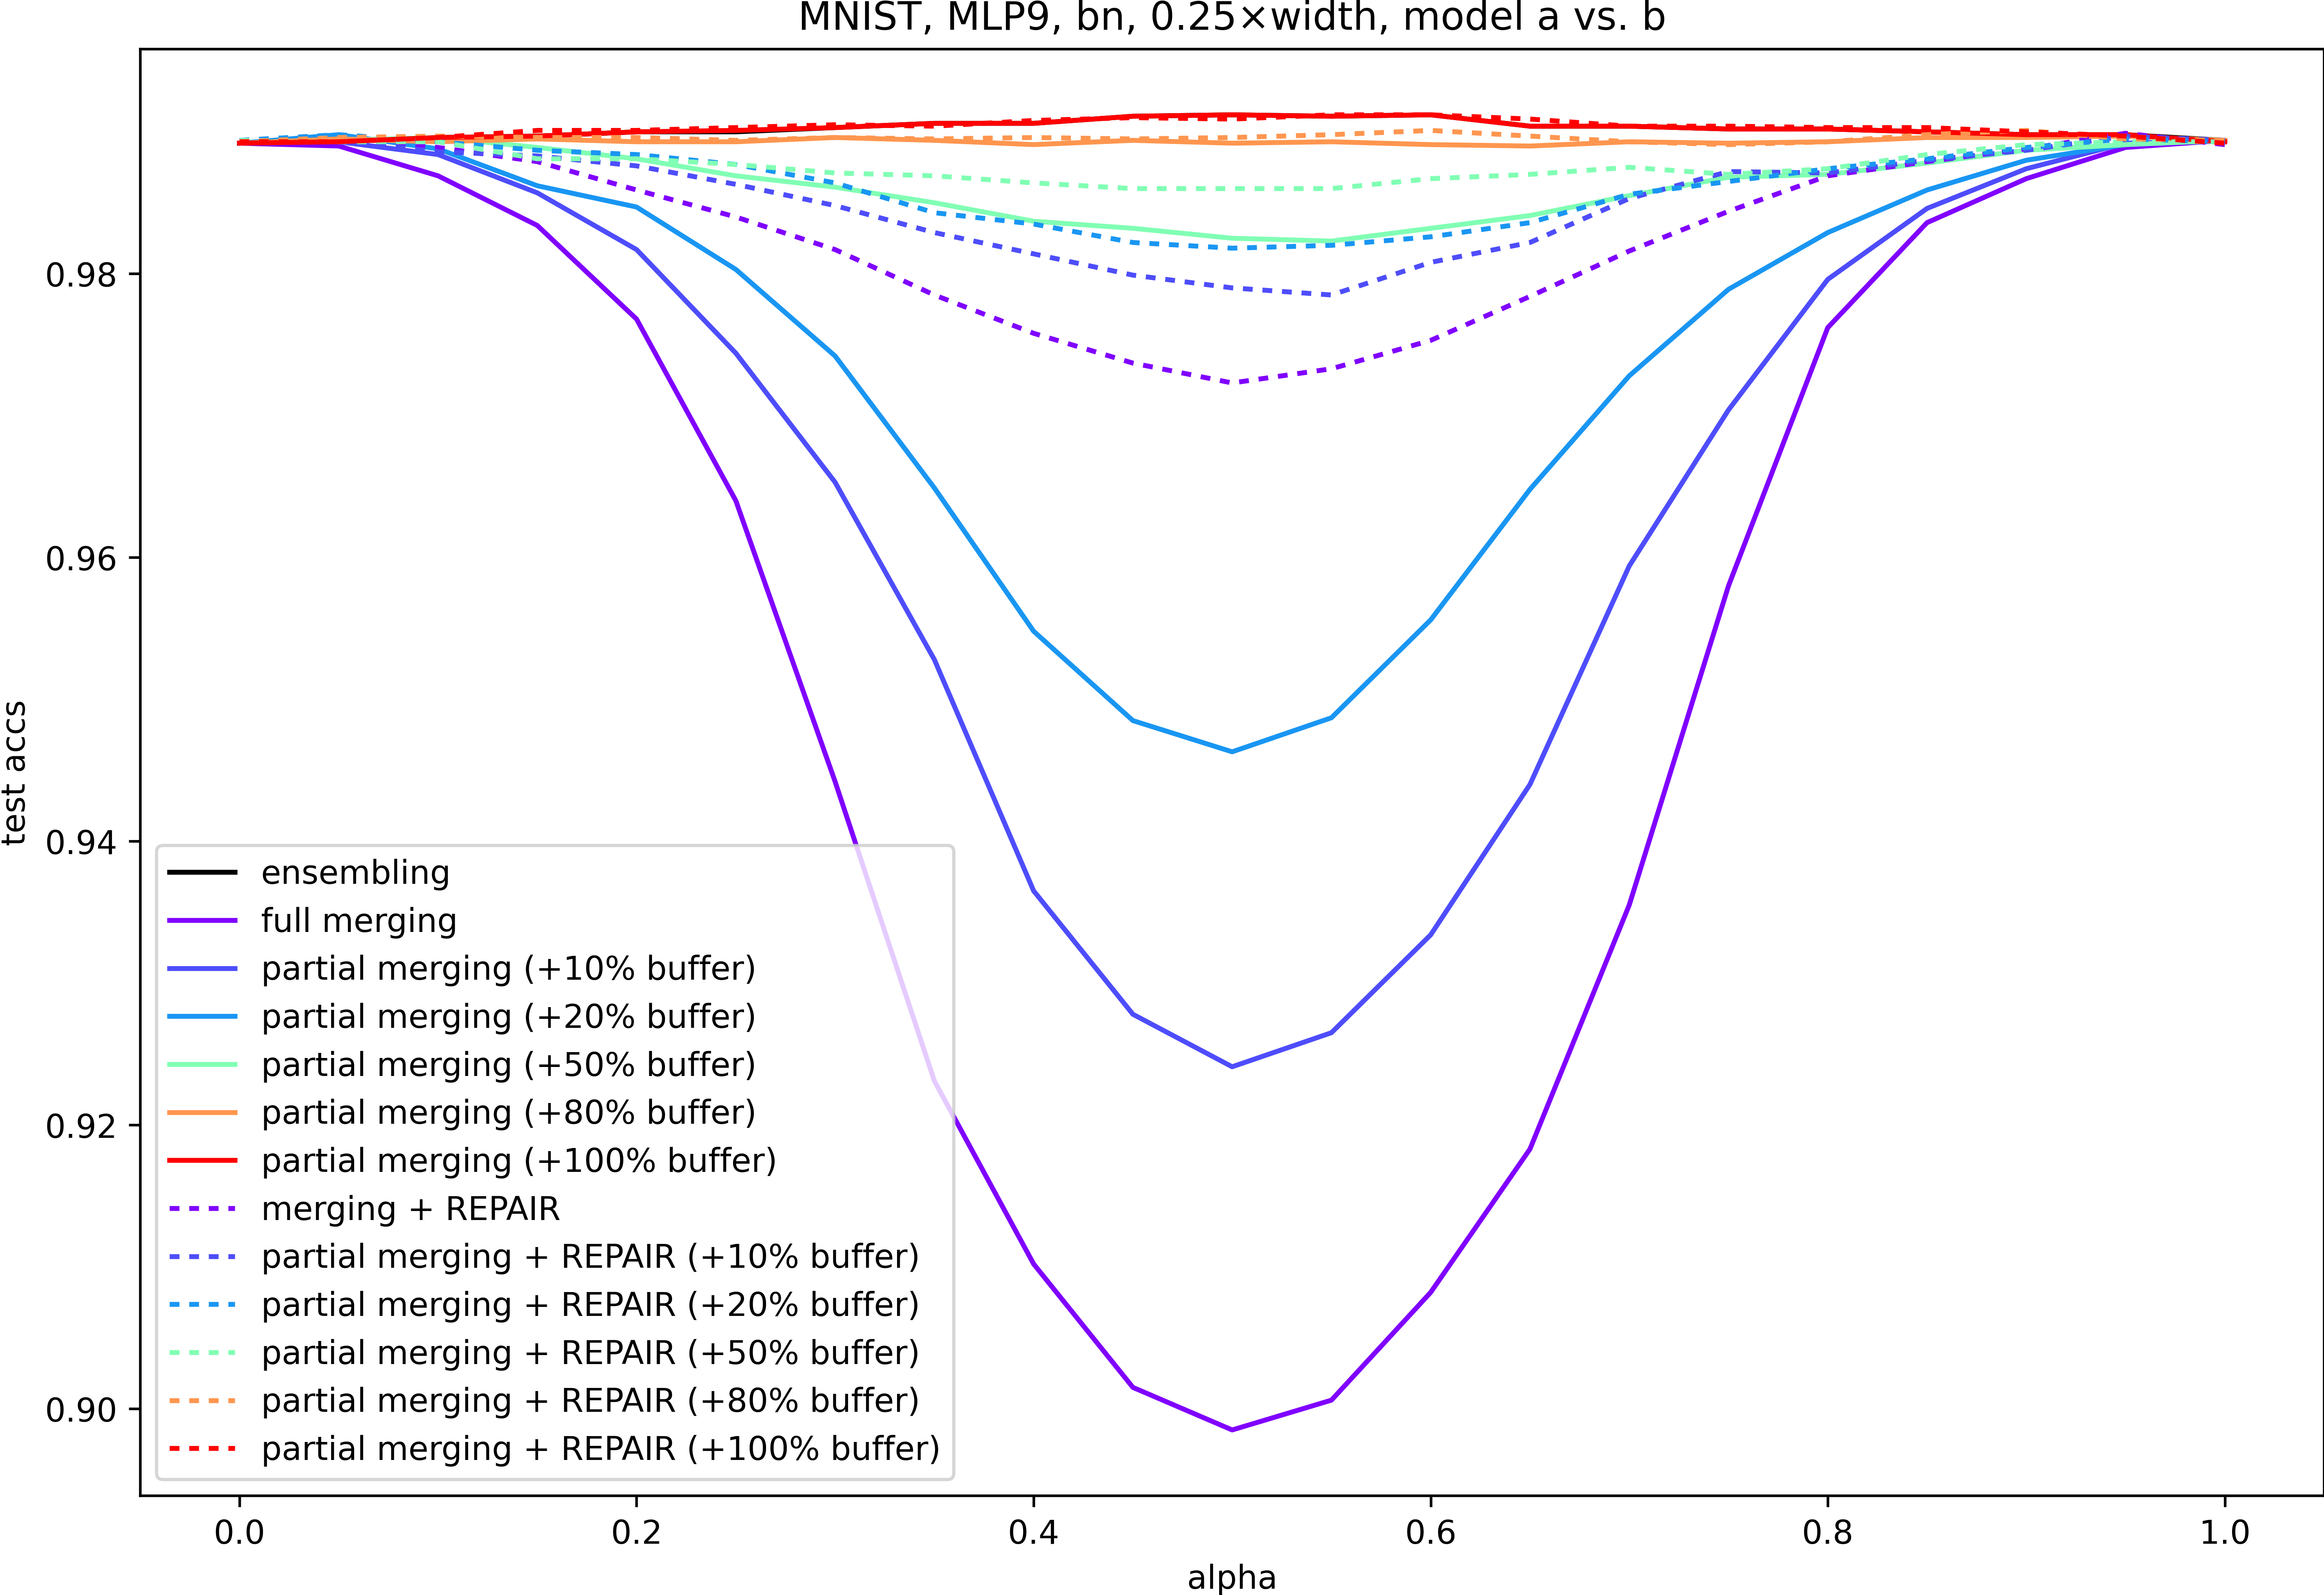 MNIST, MLP9, bn, 0.25×width, model a vs. b
test accs
0.98
0.96
0.94
0.92
0.90
ensembling
full merging
partial merging (+10% buffer)
partial merging (+20% buffer)
partial merging (+50% buffer)
partial merging (+80% buffer)
partial merging (+100% buffer)
merging + REPAIR
partial merging + REPAIR (+10% buffer)
partial merging + REPAIR (+20% buffer)
partial merging + REPAIR (+50% buffer)
partial merging + REPAIR (+80% buffer)
partial merging + REPAIR (+100% buffer)
0.0 0.2 0.4 0.6 0.8 1.0
alpha